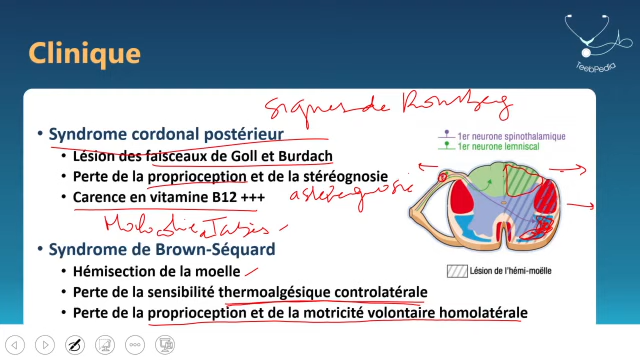 Clinique
TeebPedia
Signes de Romberg
• Syndrome cordonal postérieur
• Lésion des faisceaux de Goll et Burdach
• Perte de la proprioception et de la stéréognosie
• Carence en vitamine B12 +++
astéréognosie
Tabes
• Syndrome de Brown-Séquard
• Hémisection de la moelle
• Perte de la sensibilité thermoalgésique controlatérale
• Perte de la proprioception et de la motricité volontaire homolatérale
1er neurone spinothalamique
1er neurone lemniscal
Lésion de l'hémi-moëlle